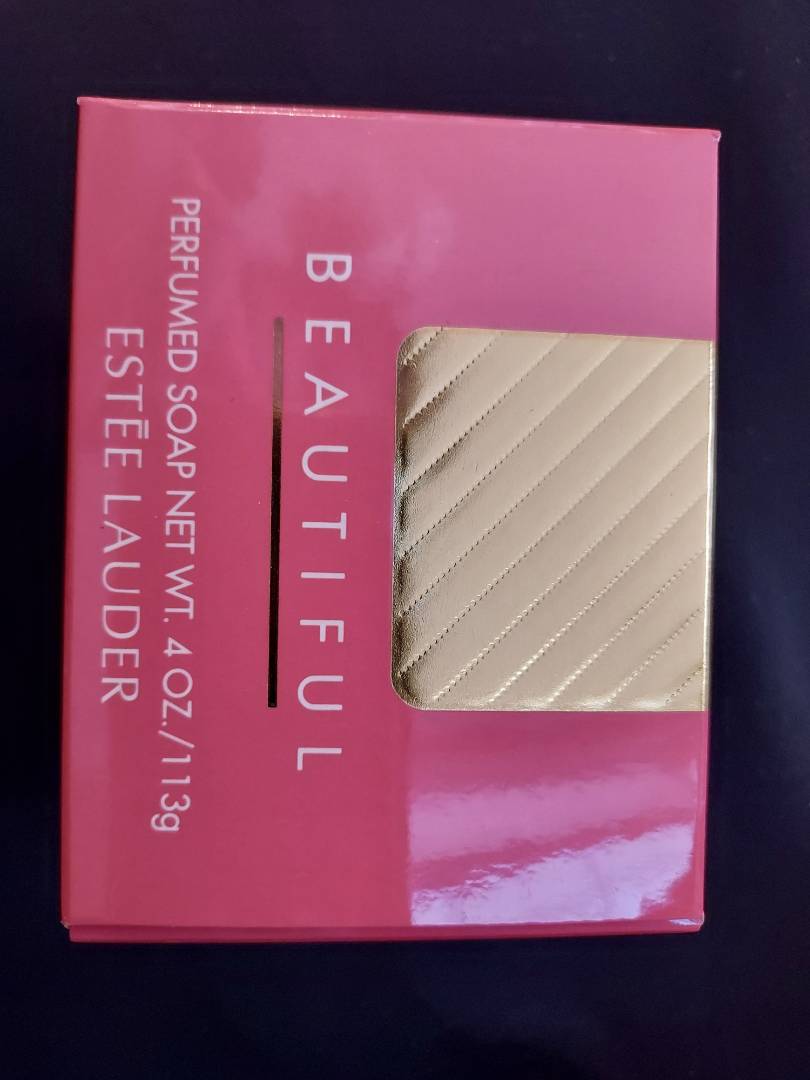 BEAUTIFUL
PERFUMED SOAP NET WT. 4 OZ./113g
ESTĒE LAUDER